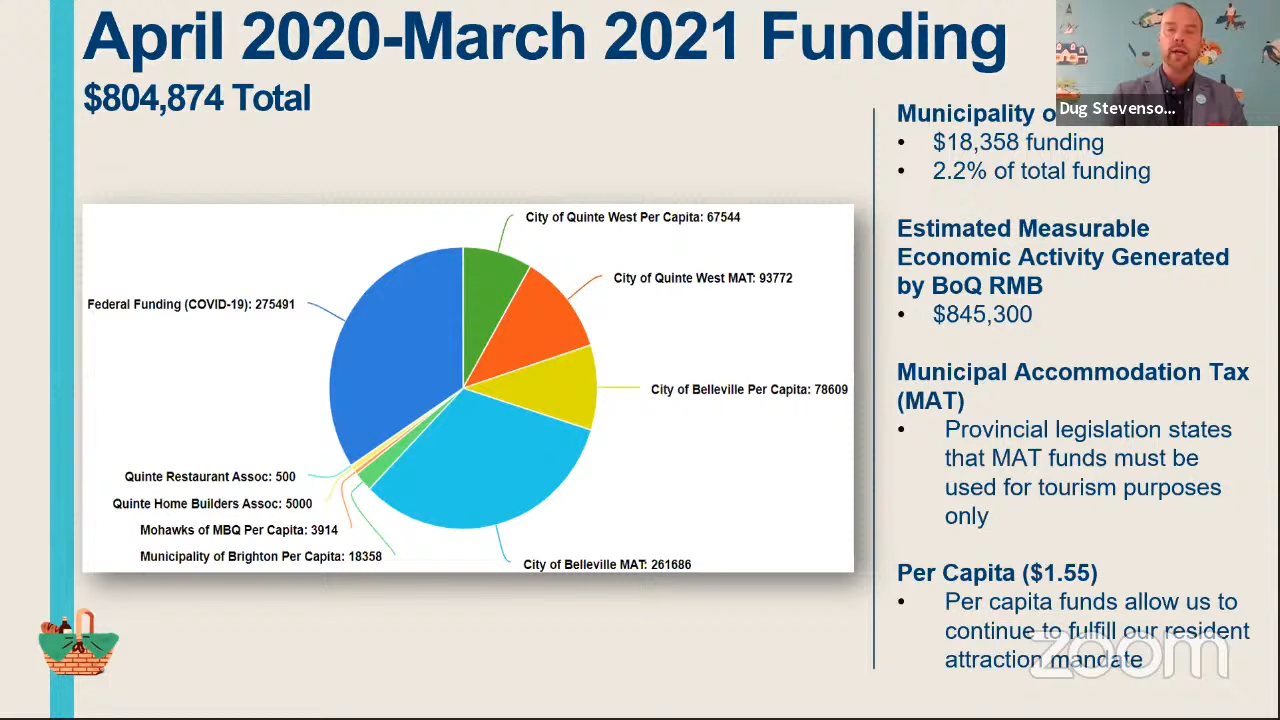 April 2020-March 2021 Funding
$804,874 Total
City of Quinte West Per Capita: 67544
City of Quinte West MAT: 93772
Federal Funding (COVID-19): 275491
City of Belleville Per Capita: 78609
Quinte Restaurant Assoc: 500
Quinte Home Builders Assoc: 5000
Mohawks of MBQ Per Capita: 3914
Municipality of Brighton Per Capita: 18358
City of Belleville MAT: 261686
Dug Stevenso...
Municipality o
• $18,358 funding
• 2.2% of total funding
Estimated Measurable
Economic Activity Generated
by BoQ RMB
• $845,300
Municipal Accommodation Tax
(MAT)
• Provincial legislation states
that MAT funds must be
used for tourism purposes
only
Per Capita ($1.55)
• Per capita funds allow us to
continue to fulfill our resident
attraction mandate
zoom